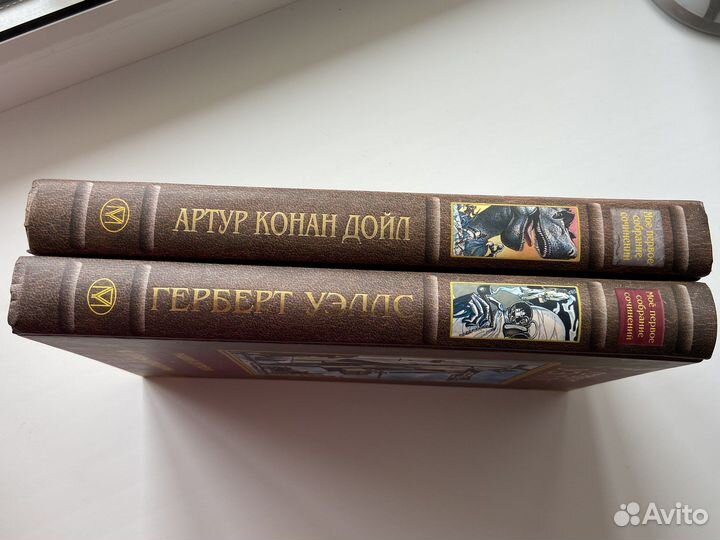 АРТУР КОНАН ДОЙЛ
Моё первое
собрание
сочинений
ГЕРБЕРТ УЭЛЛС
Моё первое
собрание
сочинений
Avito